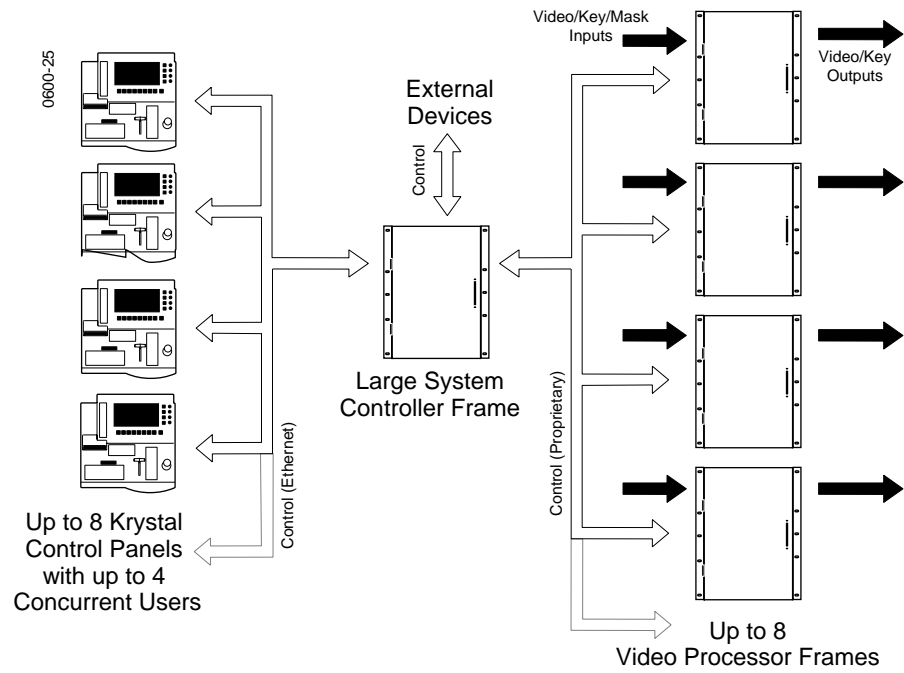 0600-25
Video/Key/Mask
Inputs
Video/Key
Outputs
External
Devices
Control
Large System
Controller Frame
Control (Ethernet)
Control (Proprietary)
Up to 8 Krystal
Control Panels
with up to 4
Concurrent Users
Up to 8
Video Processor Frames